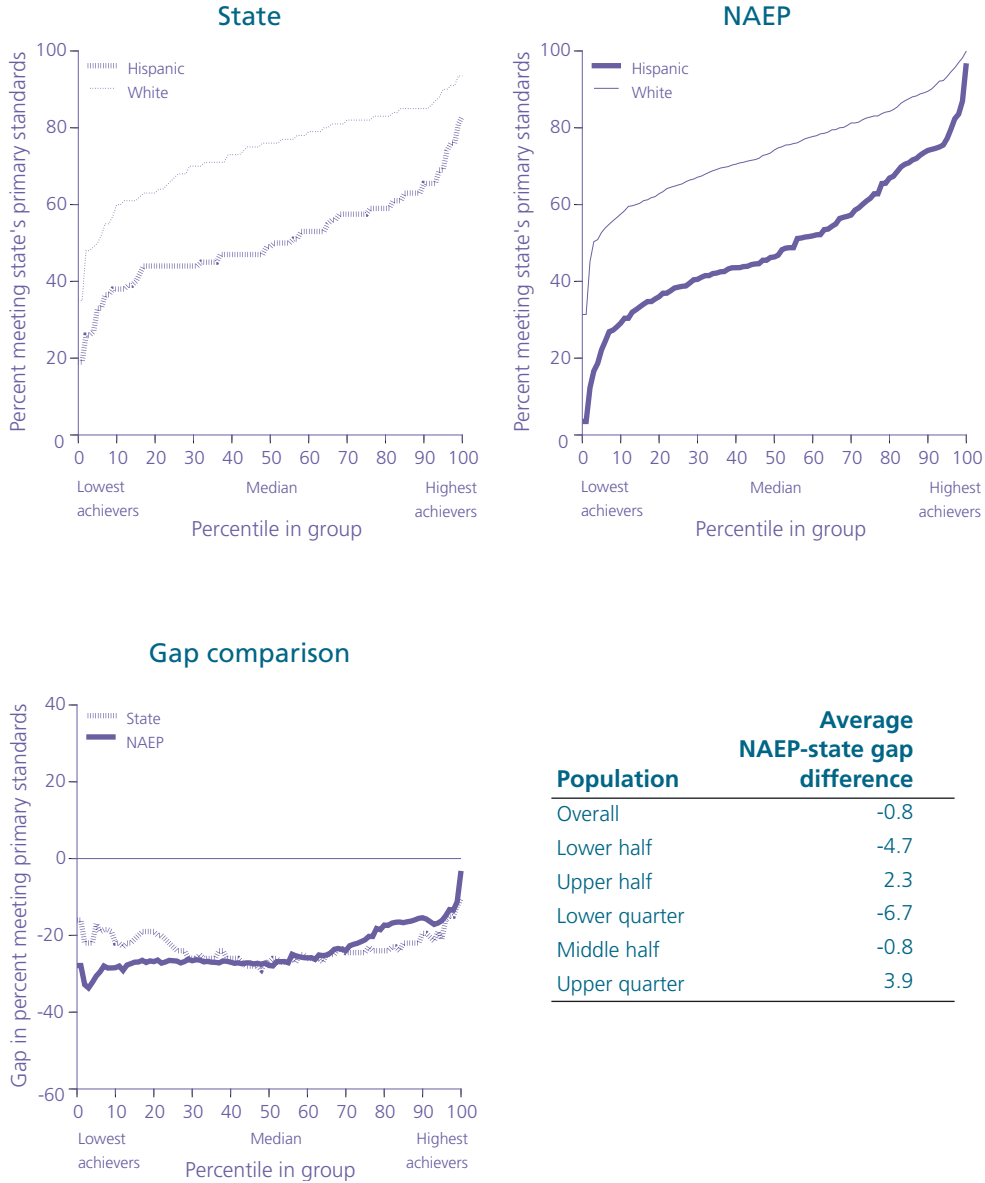 State
Percent meeting state's primary standards
100
80
60
40
20
0
Hispanic
White
0 10 20 30 40 50 60 70 80 90 100
Lowest achievers
Median
Highest achievers
Percentile in group
NAEP
Percent meeting state's primary standards
100
80
60
40
20
0
Hispanic
White
0 10 20 30 40 50 60 70 80 90 100
Lowest achievers
Median
Highest achievers
Percentile in group
Gap comparison
Gap in percent meeting primary standards
40
20
0
-20
-40
-60
State
NAEP
0 10 20 30 40 50 60 70 80 90 100
Lowest achievers
Median
Highest achievers
Percentile in group
Average
NAEP-state gap
Population difference
Overall -0.8
Lower half -4.7
Upper half 2.3
Lower quarter -6.7
Middle half -0.8
Upper quarter 3.9